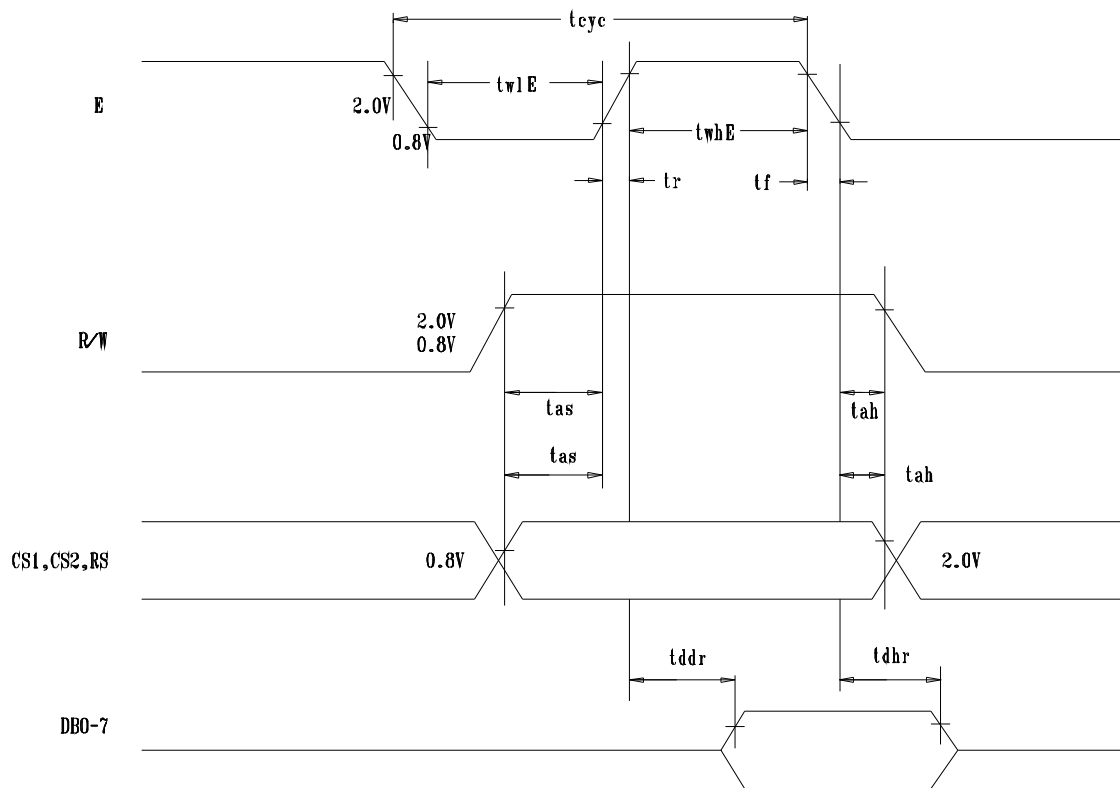 tcyc
twlE
E
2.0V
0.8V
twhE
tr
tf
2.0V
0.8V
R/W
tas
tah
tas
tah
CS1,CS2,RS
0.8V
2.0V
tddr
tdhr
DB0-7